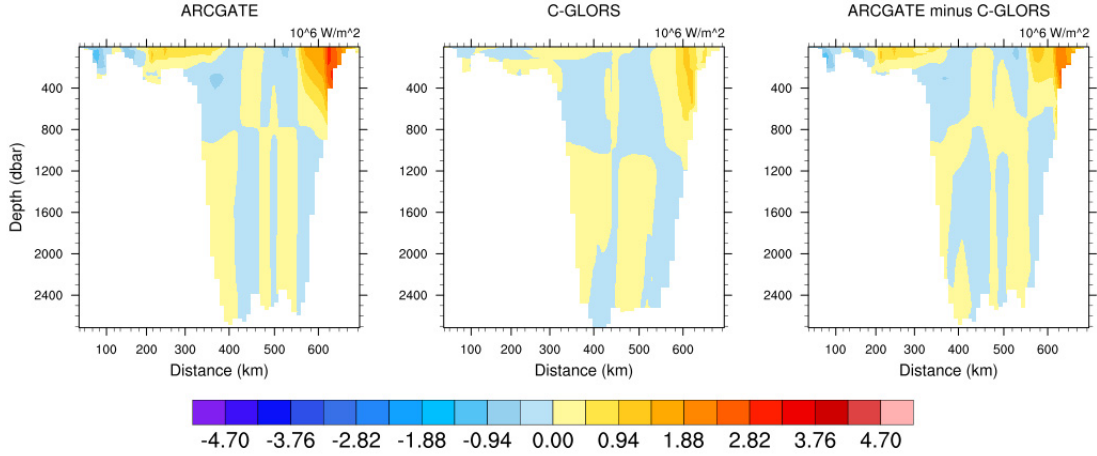 ARCGATE
C-GLORS
ARCGATE minus C-GLORS
10^6 W/m^2
10^6 W/m^2
10^6 W/m^2
Depth (dbar)
400
800
1200
1600
2000
2400
400
800
1200
1600
2000
2400
400
800
1200
1600
2000
2400
100 200 300 400 500 600
100 200 300 400 500 600
100 200 300 400 500 600
Distance (km)
Distance (km)
Distance (km)
-4.70 -3.76 -2.82 -1.88 -0.94 0.00 0.94 1.88 2.82 3.76 4.70